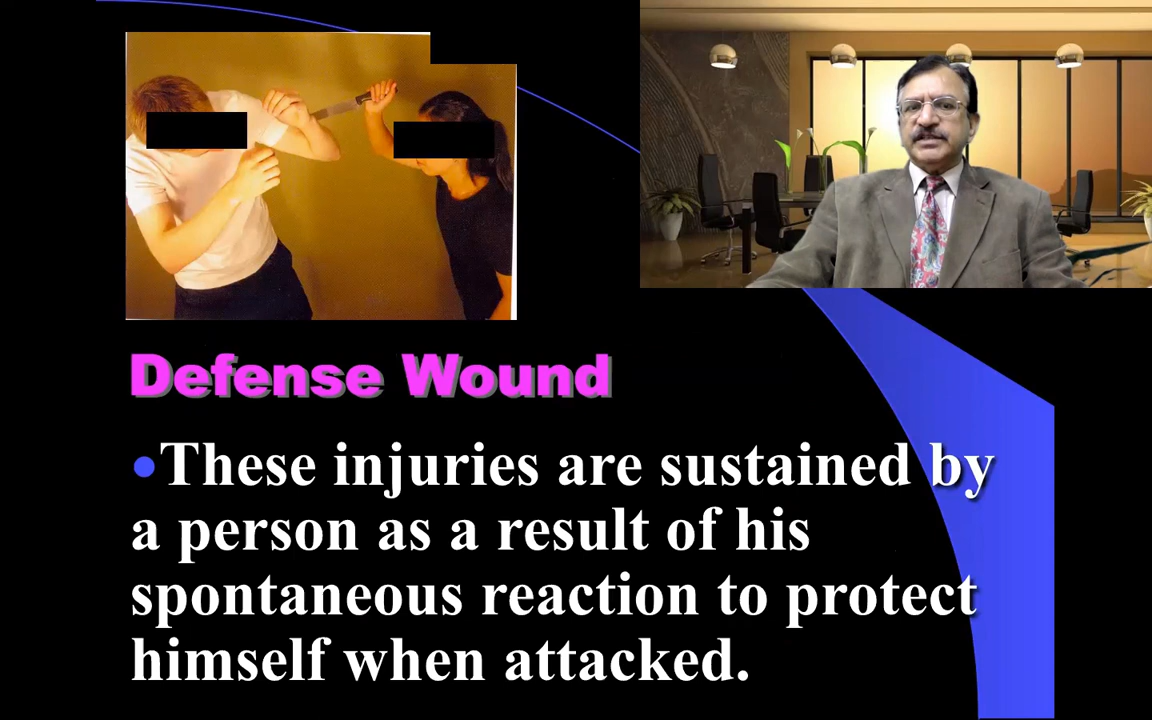 Defense Wound
•These injuries are sustained by
a person as a result of his
spontaneous reaction to protect
himself when attacked.